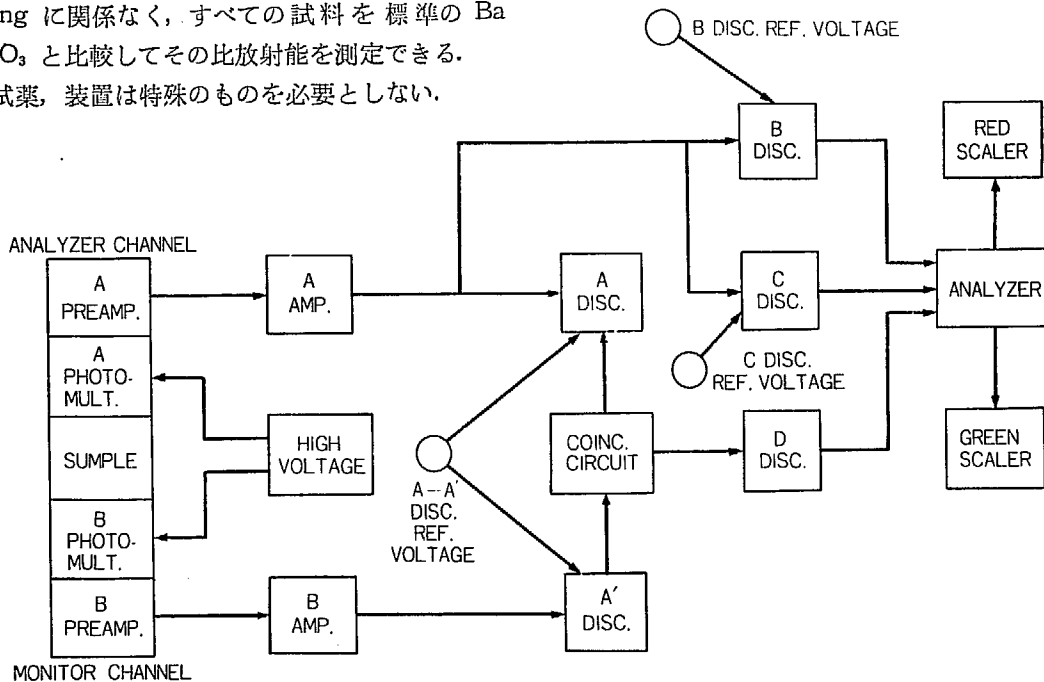 ng に関係なく, すべての試料を標準の Ba
O₃ と比較してその比放射能を測定できる.
試薬, 装置は特殊のものを必要としない.
B DISC. REF. VOLTAGE
B
DISC.
RED
SCALER
ANALYZER CHANNEL
A
PREAMP.
A
AMP.
A
DISC.
C
DISC.
ANALYZER
A
PHOTO-
MULT.
C DISC.
REF. VOLTAGE
SUMPLE
HIGH
VOLTAGE
COINC.
CIRCUIT
D
DISC.
GREEN
SCALER
A-A'
DISC.
REF.
VOLTAGE
B
PHOTO-
MULT.
B
PREAMP.
B
AMP.
A′
DISC.
MONITOR CHANNEL